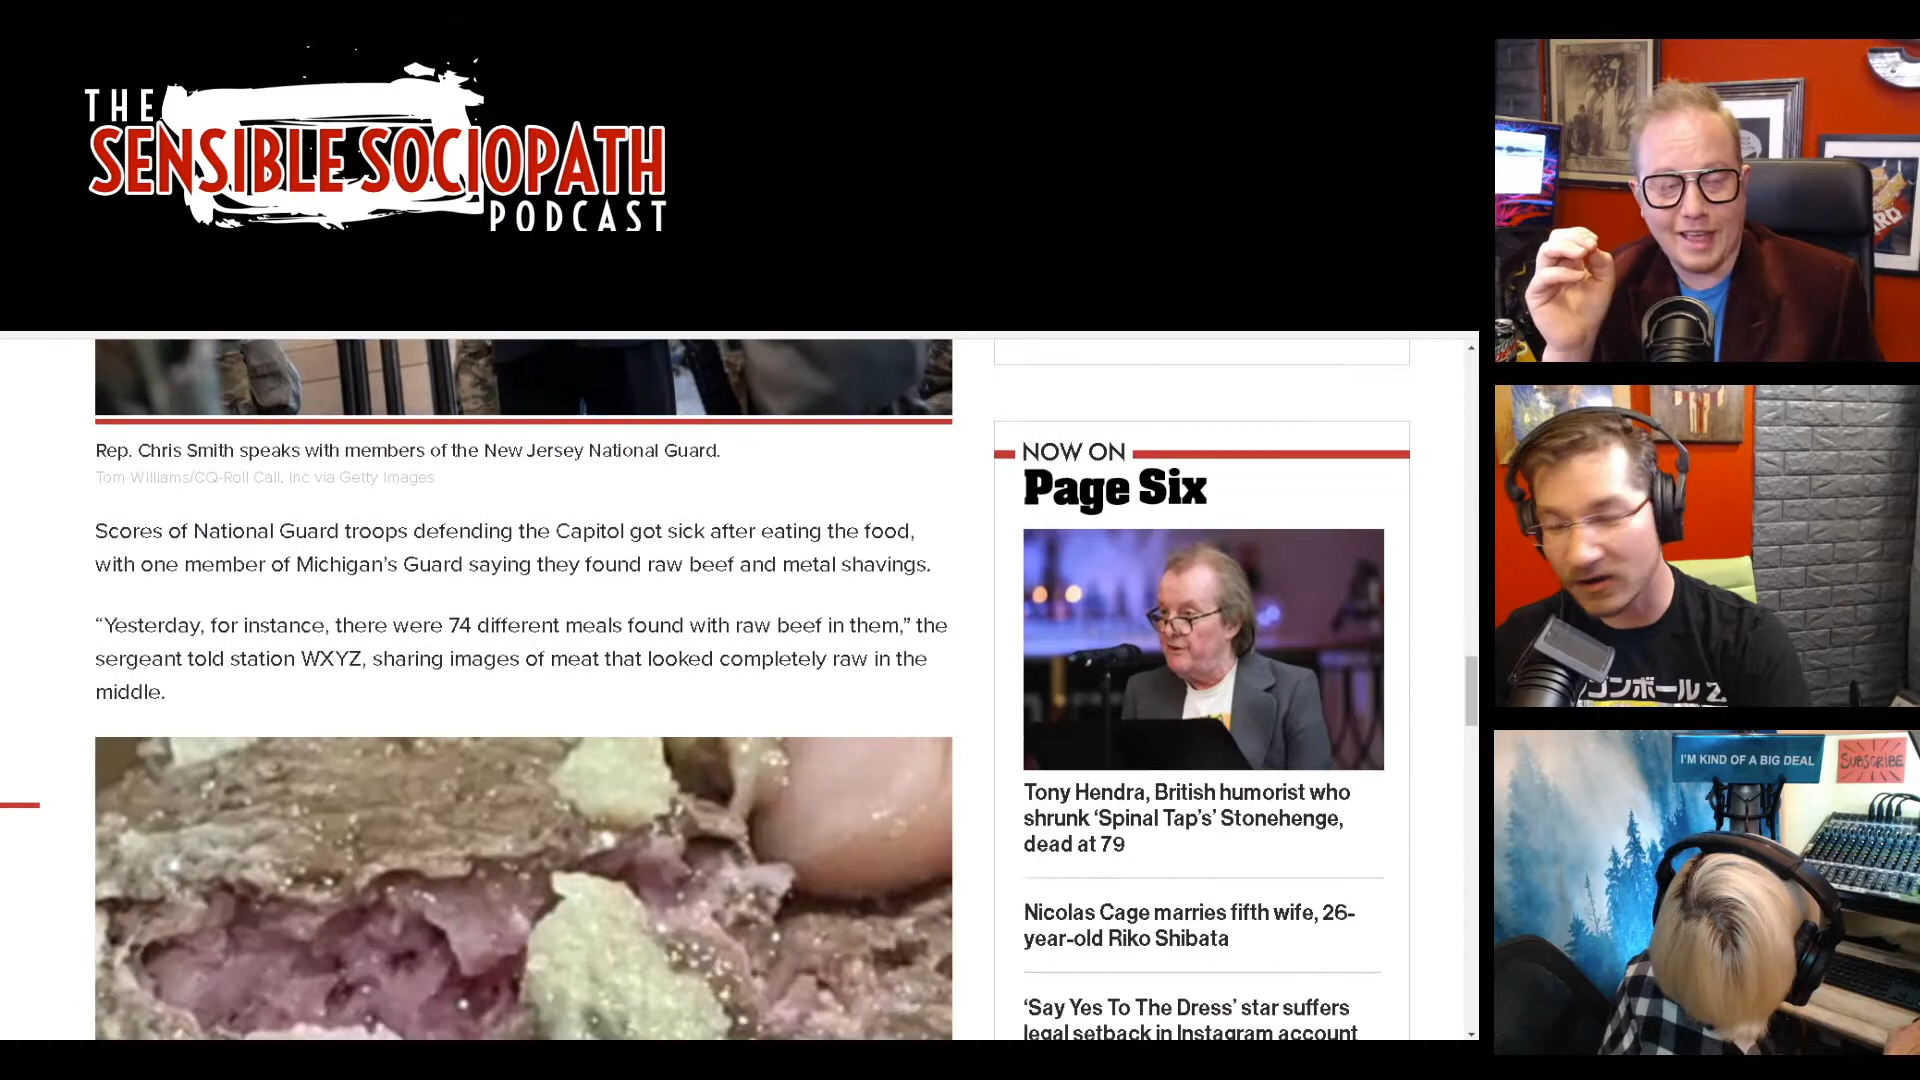 THE
SENSIBLE SOCIOPATH
PODCAST
Rep. Chris Smith speaks with members of the New Jersey National Guard.
Tom Williams/CQ-Roll Call, Inc via Getty Images
Scores of National Guard troops defending the Capitol got sick after eating the food,
with one member of Michigan’s Guard saying they found raw beef and metal shavings.
“Yesterday, for instance, there were 74 different meals found with raw beef in them,” the
sergeant told station WXYZ, sharing images of meat that looked completely raw in the
middle.
NOW ON
Page Six
Tony Hendra, British humorist who
shrunk ‘Spinal Tap’s’ Stonehenge,
dead at 79
Nicolas Cage marries fifth wife, 26-
year-old Riko Shibata
‘Say Yes To The Dress’ star suffers
legal setback in Instagram account
ゴンボール Z
I'M KIND OF A BIG DEAL
SUBSCRIBE